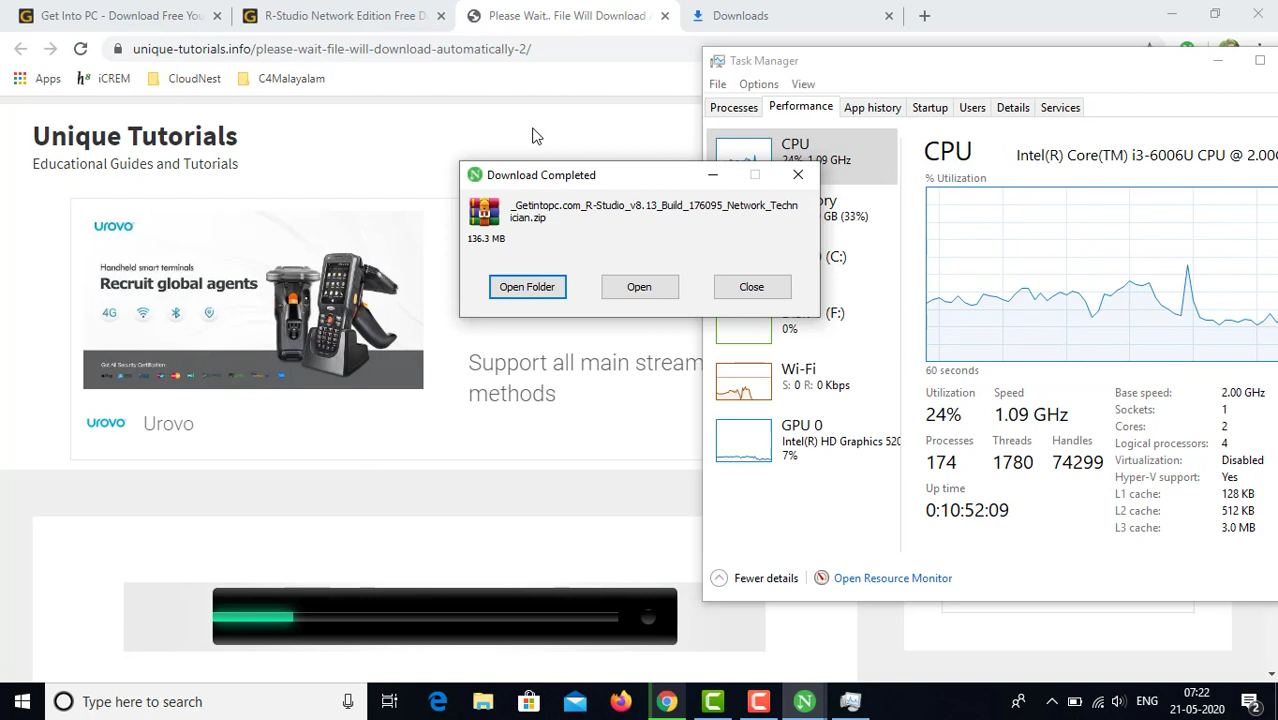 Get Into PC - Download Free You
R-Studio Network Edition Free D
Please Wait.. File Will Download A
Downloads
unique-tutorials.info/please-wait-file-will-download-automatically-2/
Apps
iCREM
CloudNest
C4Malayalam
Unique Tutorials
Educational Guides and Tutorials
UROVO
Handheld smart terminals
Recruit global agents
4G
Get All Security Certification
urovo
Urovo
Support all main stream
methods
Download Completed
_Getintopc.com_R-Studio_v8.13_Build_176095_Network_Techn
ician.zip
136.3 MB
Open Folder
Open
Close
Task Manager
File
Options
View
Processes
Performance
App history
Startup
Users
Details
Services
CPU
24% 1.09 GHz
ory
GB (33%)
(C:)
(F:)
0%
Wi-Fi
S: 0 R: 0 Kbps
GPU 0
Intel(R) HD Graphics 520
7%
CPU
Intel(R) Core(TM) i3-6006U CPU @ 2.00
% Utilization
60 seconds
Utilization
24%
Speed
1.09 GHz
Processes
174
Threads
1780
Handles
74299
Up time
0:10:52:09
Base speed: 2.00 GHz
Sockets: 1
Cores: 2
Logical processors: 4
Virtualization: Disabled
Hyper-V support: Yes
L1 cache: 128 KB
L2 cache: 512 KB
L3 cache: 3.0 MB
Fewer details
Open Resource Monitor
Type here to search
ENG
07:22
21-05-2020
2